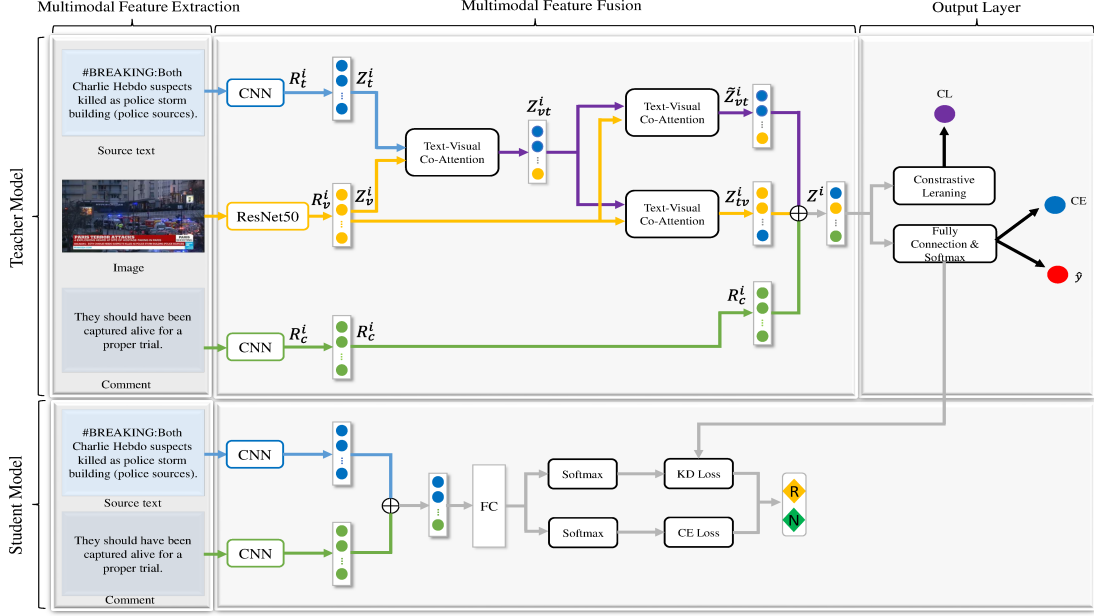 Multimodal Feature Extraction
Multimodal Feature Fusion
Output Layer
Teacher Model
#BREAKING:Both
Charlie Hebdo suspects
killed as police storm
building (police sources).
Source text
CNN
R_t^i
Z_t^i
Text-Visual
Co-Attention
Z_vt^i
Text-Visual
Co-Attention
Z̃_vt^i
PARIS TERROR ATTACKS
Image
ResNet50
R_v^i
Z_v^i
Text-Visual
Co-Attention
Z_tv^i
Z^i
They should have been
captured alive for a
proper trial.
Comment
CNN
R_c^i
R_c^i
R_c^i
CL
Constrastive
Leraning
CE
Fully
Connection &
Softmax
ŷ
Student Model
#BREAKING:Both
Charlie Hebdo suspects
killed as police storm
building (police sources).
Source text
CNN
They should have been
captured alive for a
proper trial.
Comment
CNN
FC
Softmax
KD Loss
Softmax
CE Loss
R
N